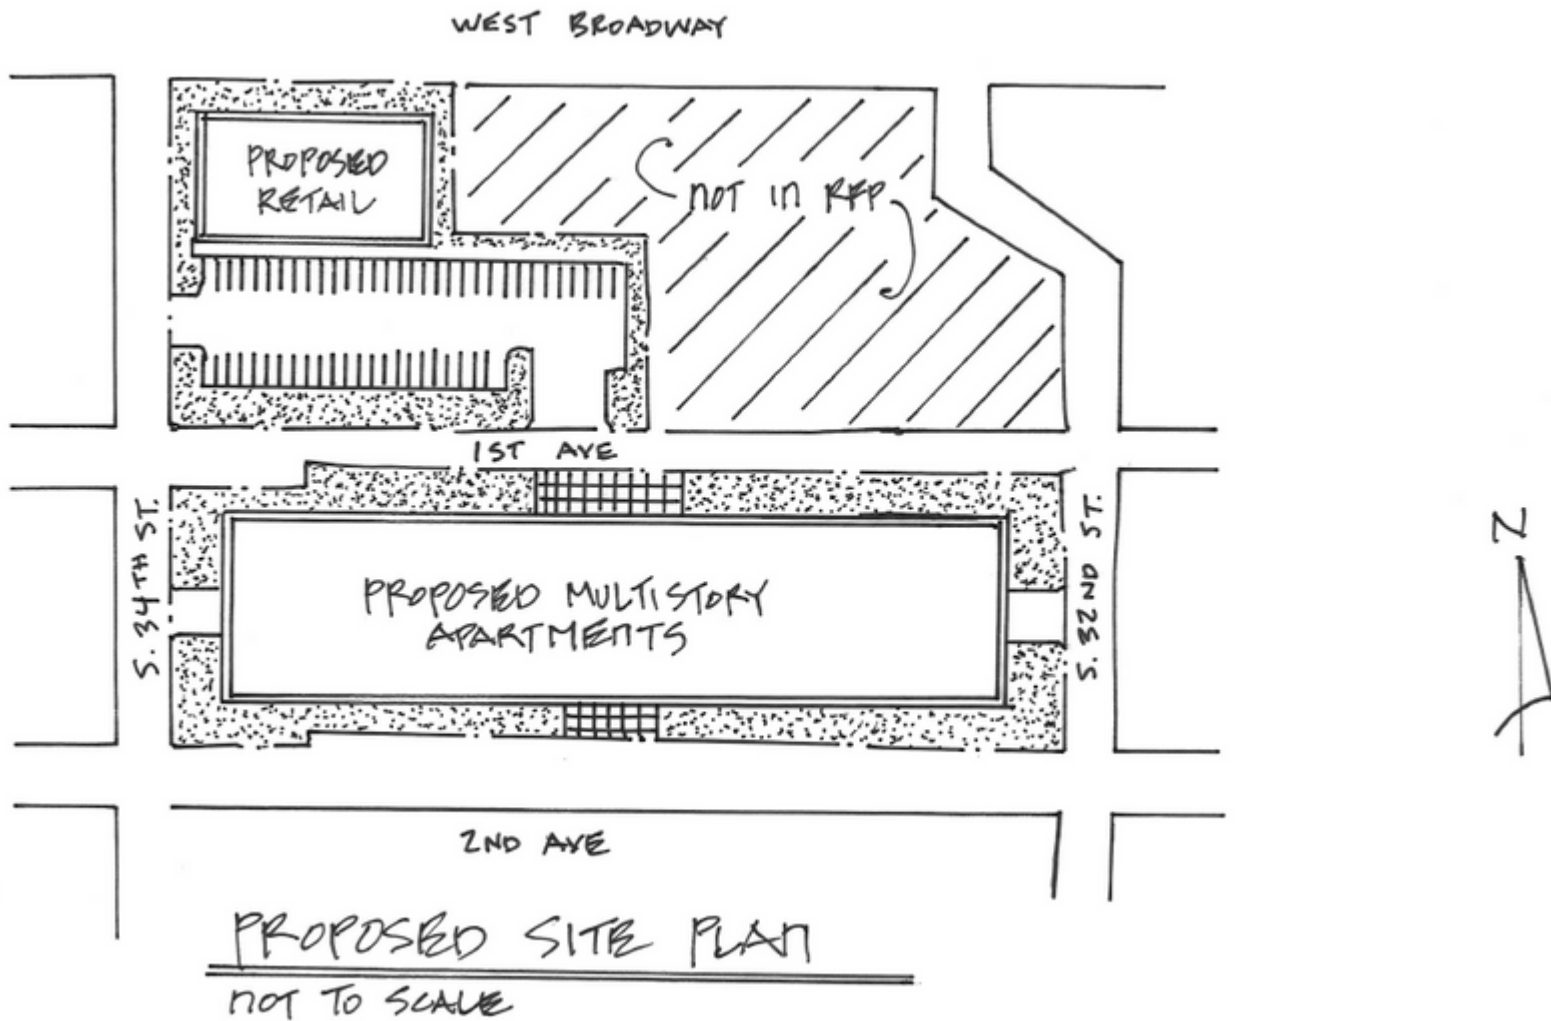 WEST BROADWAY
PROPOSED
RETAIL
NOT IN RFP
1ST AVE
S. 34TH ST.
PROPOSED MULTISTORY
APARTMENTS
S. 32ND ST.
N
2ND AVE
PROPOSED SITE PLAN
NOT TO SCALE